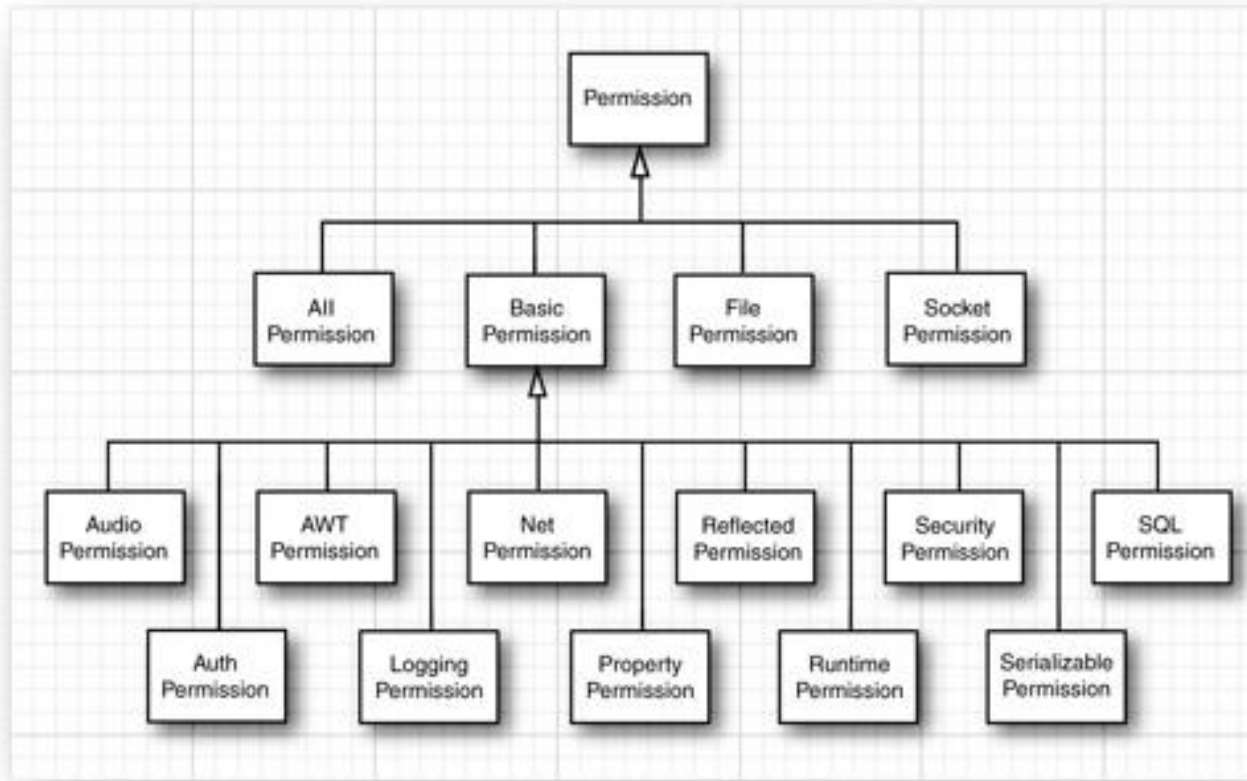 Permission
All
Permission
Basic
Permission
File
Permission
Socket
Permission
Audio
Permission
AWT
Permission
Net
Permission
Reflected
Permission
Security
Permission
SQL
Permission
Auth
Permission
Logging
Permission
Property
Permission
Runtime
Permission
Serializable
Permission